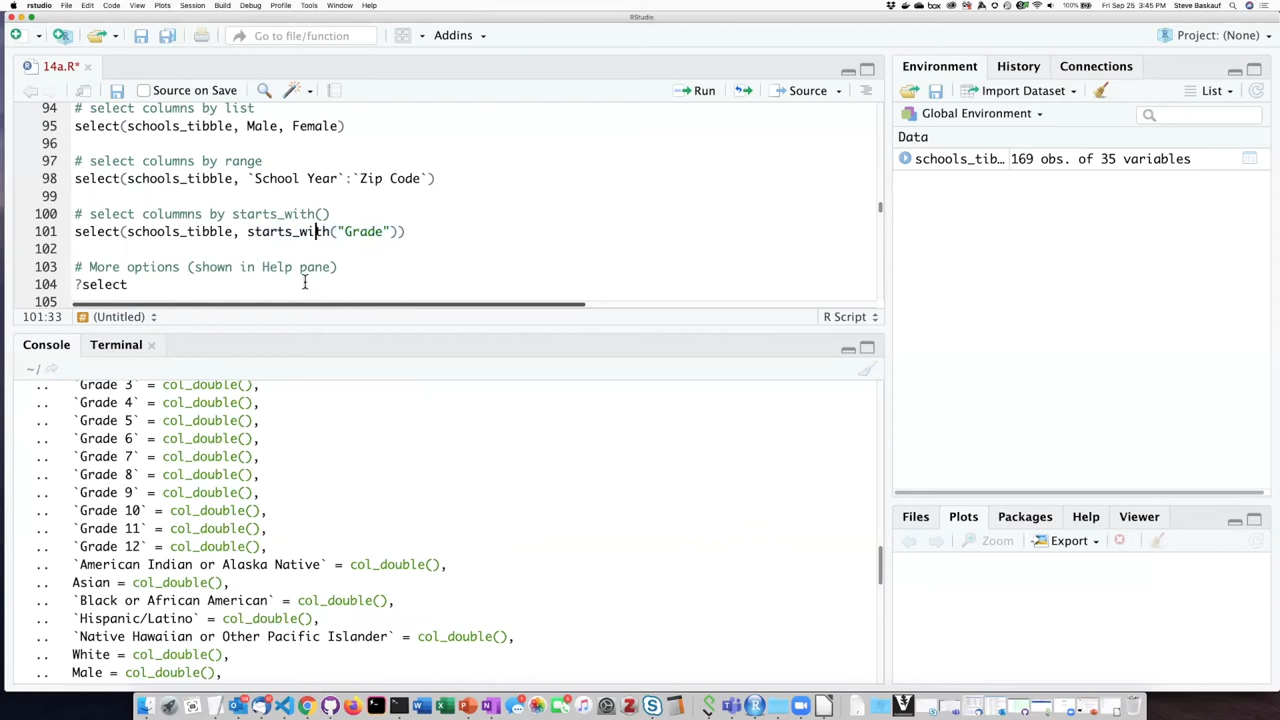 rstudio File Edit Code View Plots Session Build Debug Profile Tools Window Help box 100% Fri Sep 25 3:45 PM Steve Baskauf
RStudio
Go to file/function Addins Project: (None)
14a.R*
Source on Save Run Source
94 # select columns by list
95 select(schools_tibble, Male, Female)
96
97 # select columns by range
98 select(schools_tibble, `School Year`:`Zip Code`)
99
100 # select colummns by starts_with()
101 select(schools_tibble, starts_with("Grade"))
102
103 # More options (shown in Help pane)
104 ?select
105
101:33 # (Untitled) R Script
Console Terminal
~/
.. `Grade 3` = col_double(),
.. `Grade 4` = col_double(),
.. `Grade 5` = col_double(),
.. `Grade 6` = col_double(),
.. `Grade 7` = col_double(),
.. `Grade 8` = col_double(),
.. `Grade 9` = col_double(),
.. `Grade 10` = col_double(),
.. `Grade 11` = col_double(),
.. `Grade 12` = col_double(),
.. `American Indian or Alaska Native` = col_double(),
.. Asian = col_double(),
.. `Black or African American` = col_double(),
.. `Hispanic/Latino` = col_double(),
.. `Native Hawaiian or Other Pacific Islander` = col_double(),
.. White = col_double(),
.. Male = col_double(),
Environment History Connections
Import Dataset List
Global Environment
Data
schools_tib… 169 obs. of 35 variables
Files Plots Packages Help Viewer
Zoom Export